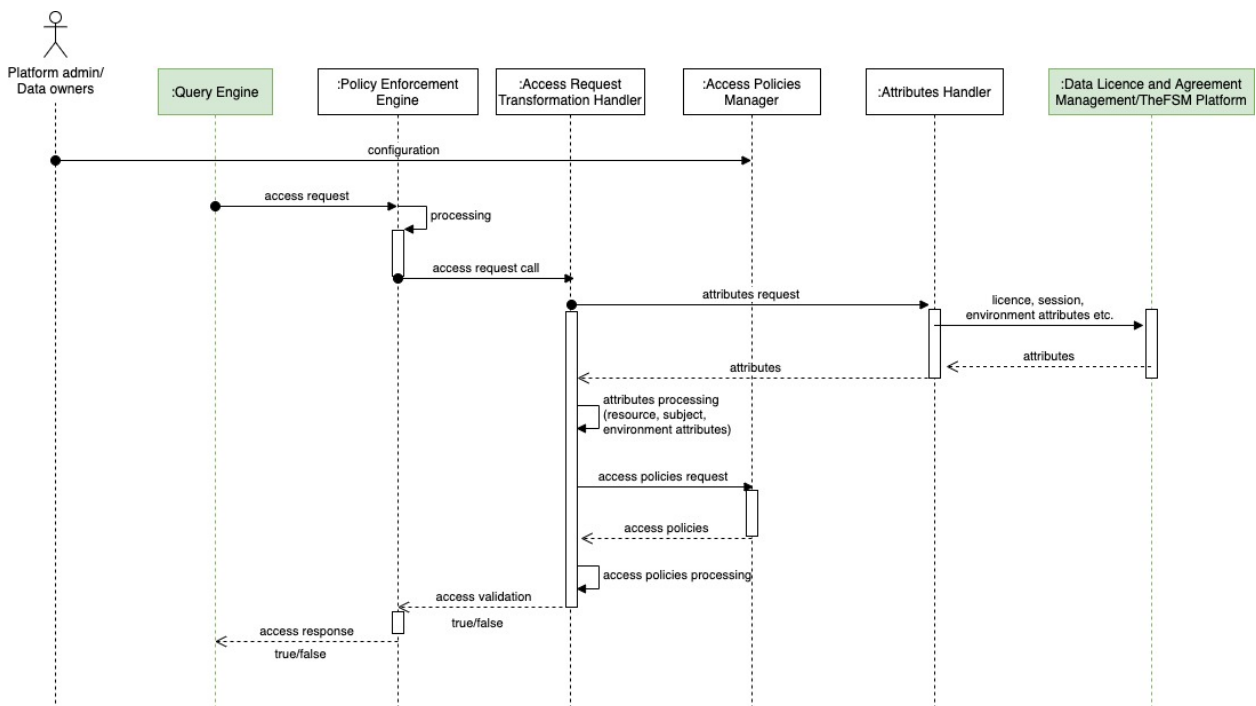 Platform admin/
Data owners
:Query Engine
:Policy Enforcement
Engine
:Access Request
Transformation Handler
:Access Policies
Manager
:Attributes Handler
:Data Licence and Agreement
Management/TheFSM Platform
configuration
access request
processing
access request call
attributes request
licence, session,
environment attributes etc.
attributes
attributes
attributes processing
(resource, subject,
environment attributes)
access policies request
access policies
access policies processing
access validation
true/false
access response
true/false